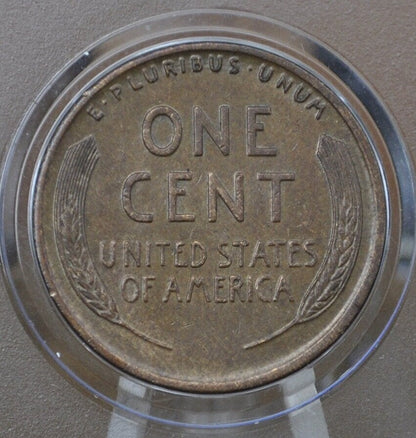 E·PLURIBUS·UNUM
ONE
CENT
UNITED STATES
OF AMERICA